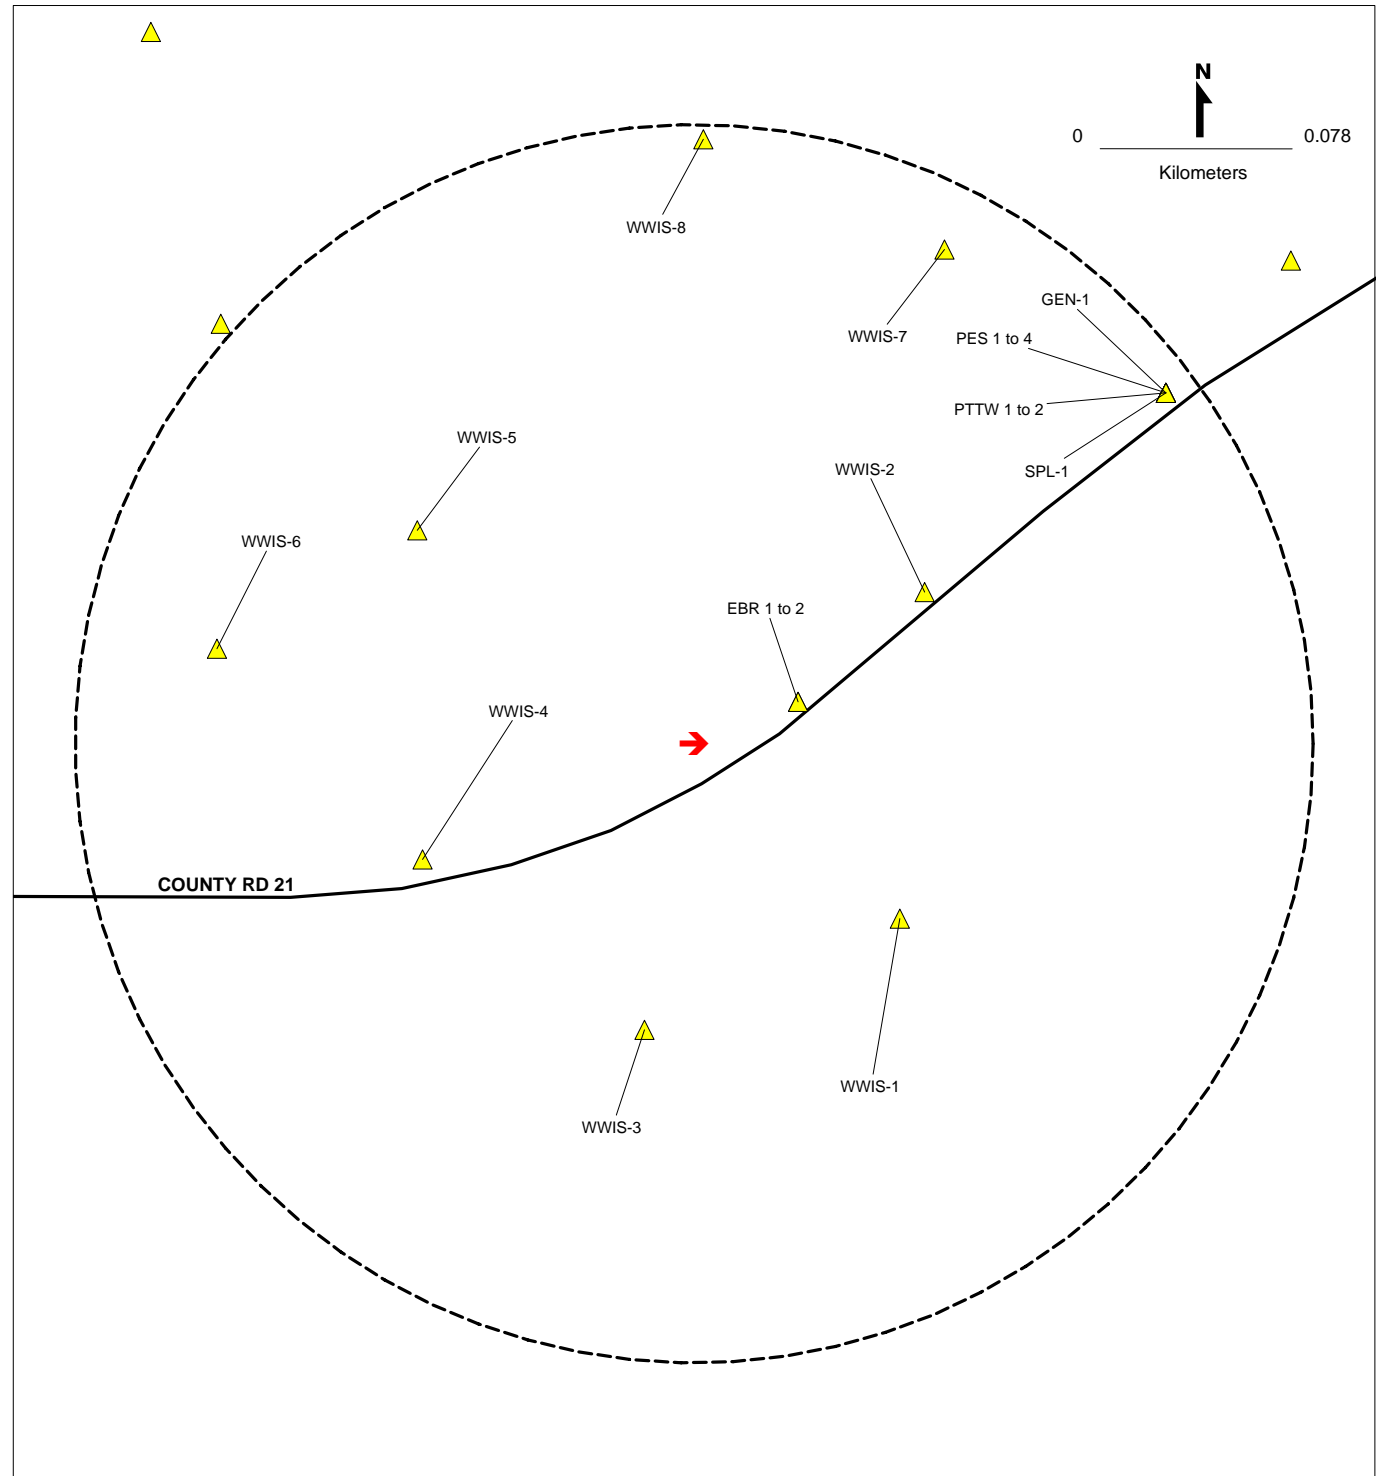 N
0 0.078
Kilometers
WWIS-8
GEN-1
WWIS-7
PES 1 to 4
PTTW 1 to 2
WWIS-5
WWIS-2
SPL-1
WWIS-6
EBR 1 to 2
WWIS-4
COUNTY RD 21
WWIS-1
WWIS-3